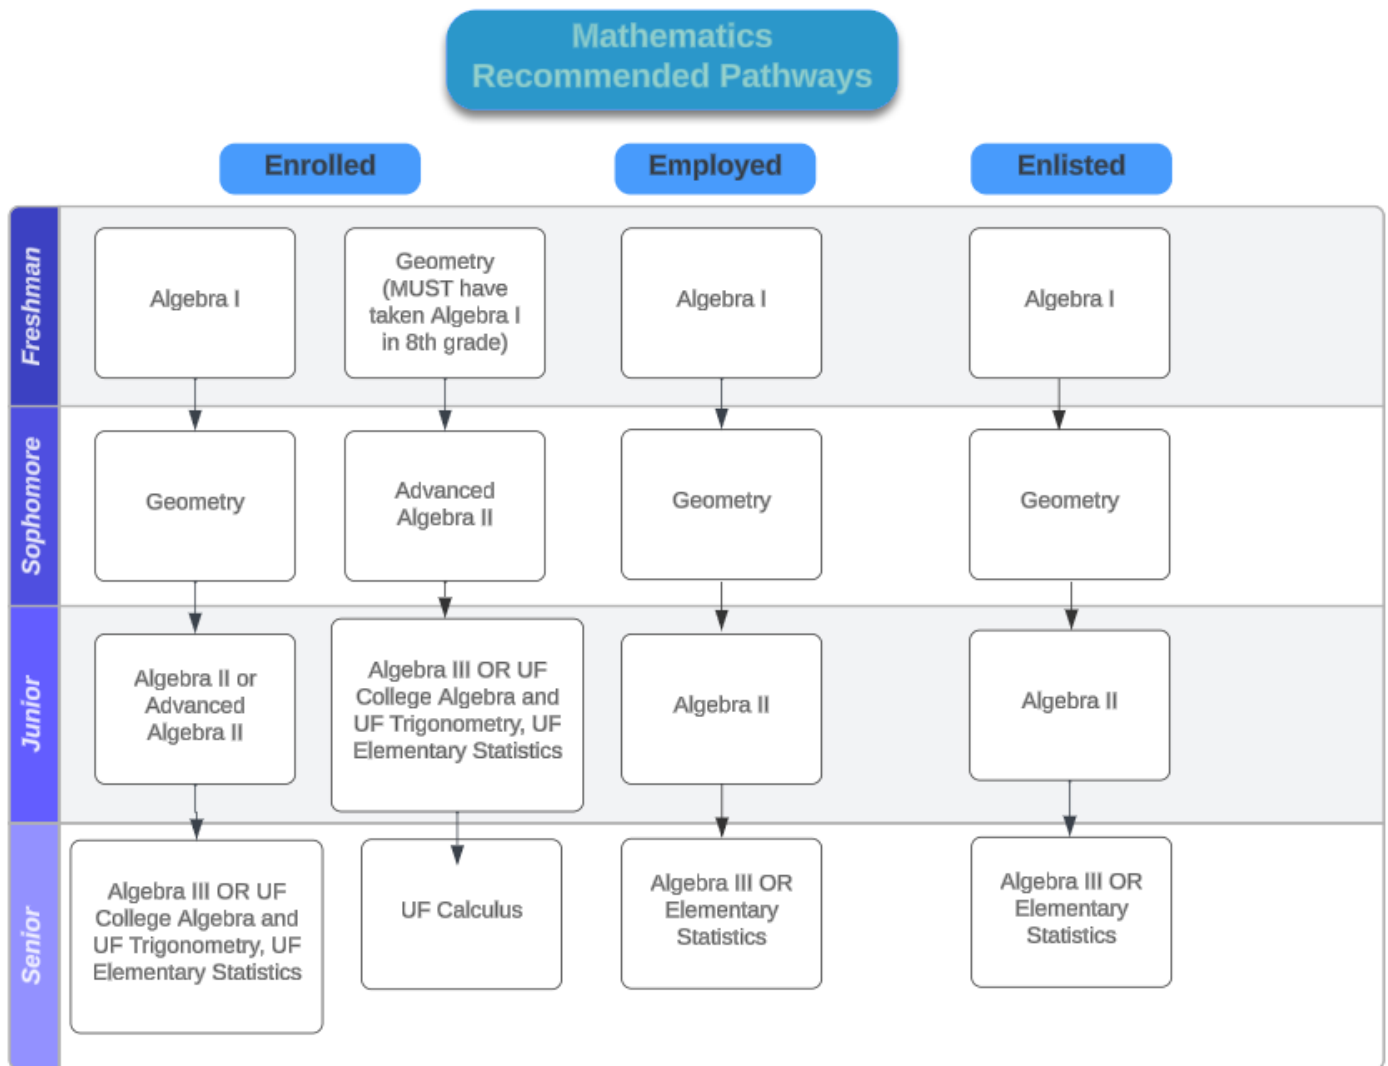 Mathematics
Recommended Pathways
Enrolled
Employed
Enlisted
Freshman
Algebra I
Geometry
(MUST have
taken Algebra I
in 8th grade)
Algebra I
Algebra I
Sophomore
Geometry
Advanced
Algebra II
Geometry
Geometry
Junior
Algebra II or
Advanced
Algebra II
Algebra III OR UF
College Algebra and
UF Trigonometry, UF
Elementary Statistics
Algebra II
Algebra II
Senior
Algebra III OR UF
College Algebra and
UF Trigonometry, UF
Elementary Statistics
UF Calculus
Algebra III OR
Elementary
Statistics
Algebra III OR
Elementary
Statistics